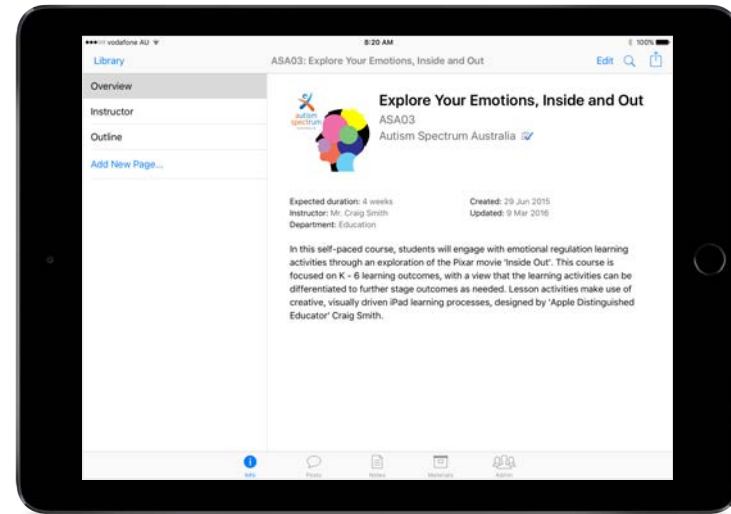 vodafone AU
8:20 AM
100%
Library
ASA03: Explore Your Emotions, Inside and Out
Edit
Overview
Instructor
Outline
Add New Page...
autism
spectrum
Explore Your Emotions, Inside and Out
ASA03
Autism Spectrum Australia
Expected duration: 4 weeks
Instructor: Mr. Craig Smith
Department: Education
Created: 29 Jun 2015
Updated: 9 Mar 2016
In this self-paced course, students will engage with emotional regulation learning
activities through an exploration of the Pixar movie 'Inside Out'. This course is
focused on K - 6 learning outcomes, with a view that the learning activities can be
differentiated to further stage outcomes as needed. Lesson activities make use of
creative, visually driven iPad learning processes, designed by 'Apple Distinguished
Educator' Craig Smith.
Info
Posts
Notes
Materials
Admin